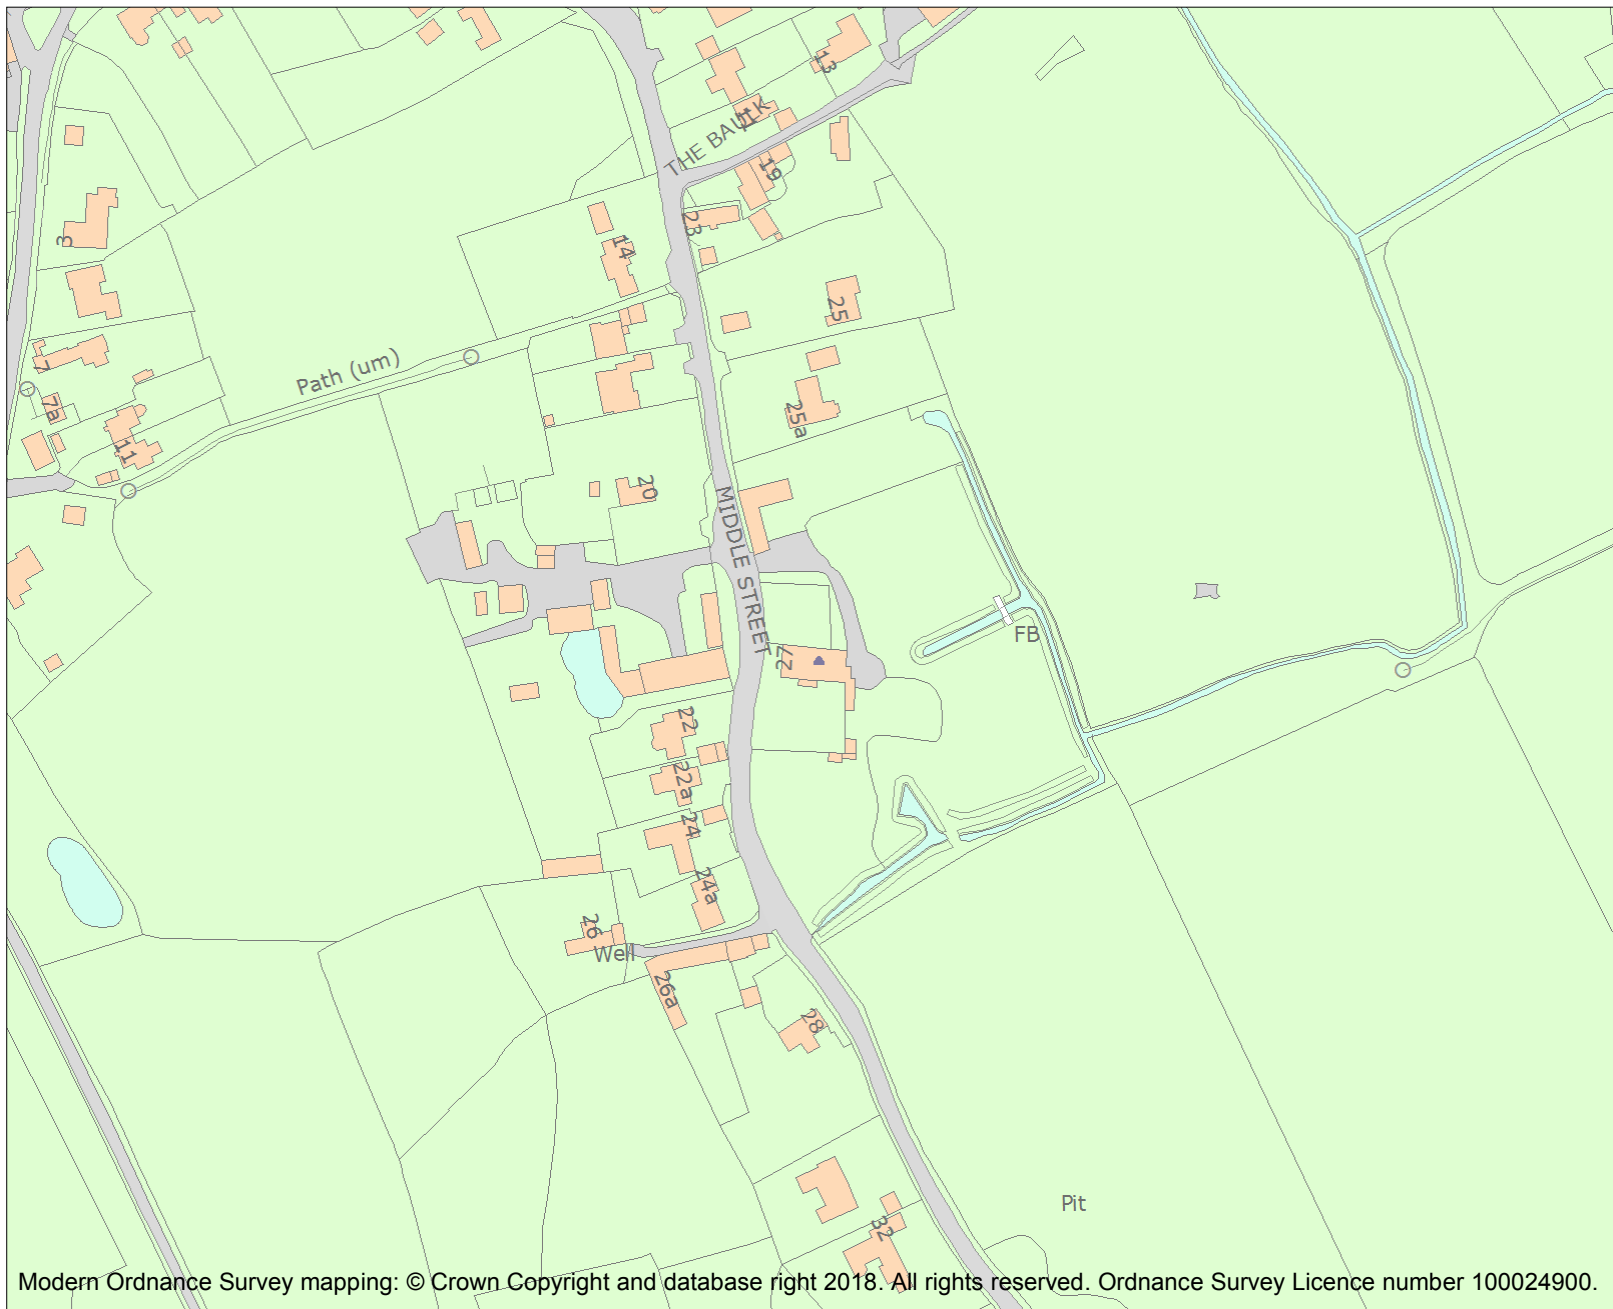 13
11
THE BAULK
19
23
3
14
25
Path (um)
7
7a
25a
11
20
MIDDLE STREET
FB
27
22
22a
24
24a
26
Well
26a
28
Pit
32
Modern Ordnance Survey mapping: © Crown Copyright and database right 2018. All rights reserved. Ordnance Survey Licence number 100024900.